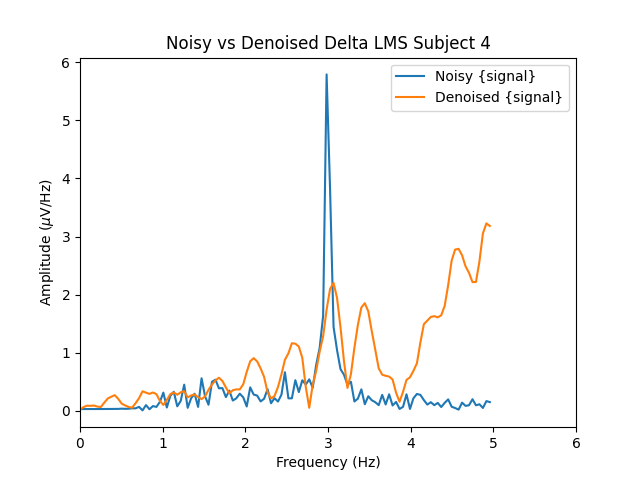 Noisy vs Denoised Delta LMS Subject 4
Noisy {signal}
Denoised {signal}
Amplitude (μV/Hz)
6
5
4
3
2
1
0
0 1 2 3 4 5 6
Frequency (Hz)